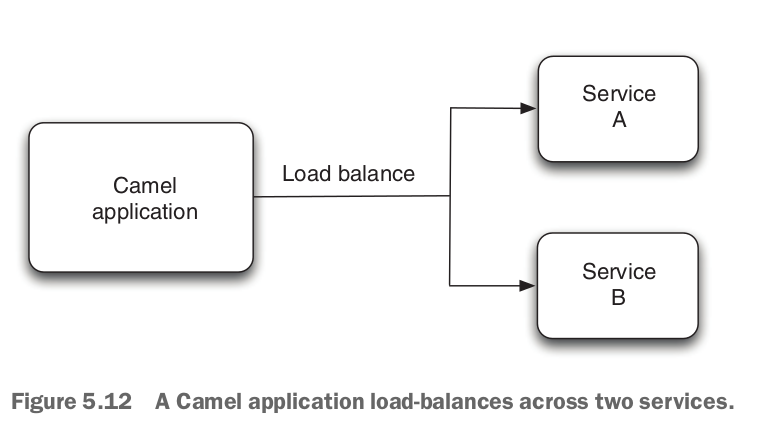 Camel
application
Load balance
Service
A
Service
B
Figure 5.12 A Camel application load-balances across two services.